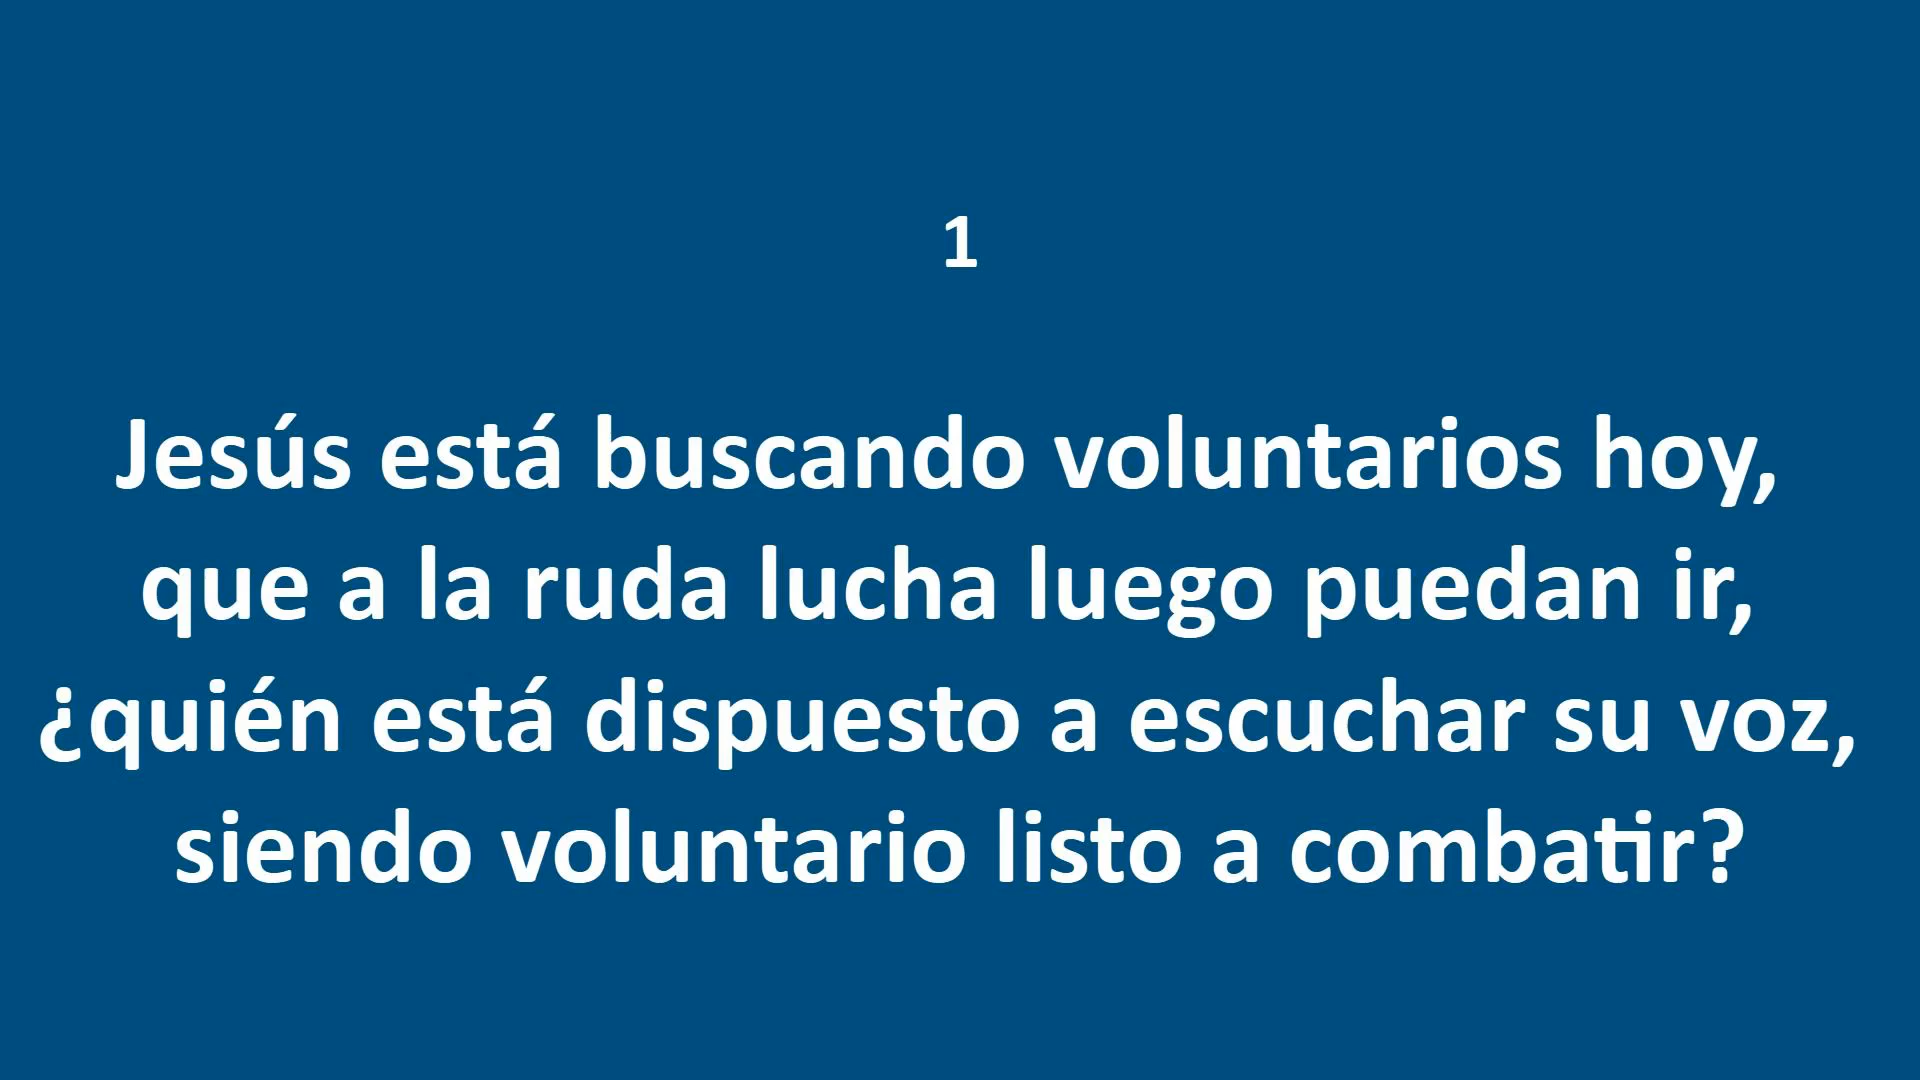 1
Jesús está buscando voluntarios hoy,
que a la ruda lucha luego puedan ir,
¿quién está dispuesto a escuchar su voz,
siendo voluntario listo a combatir?